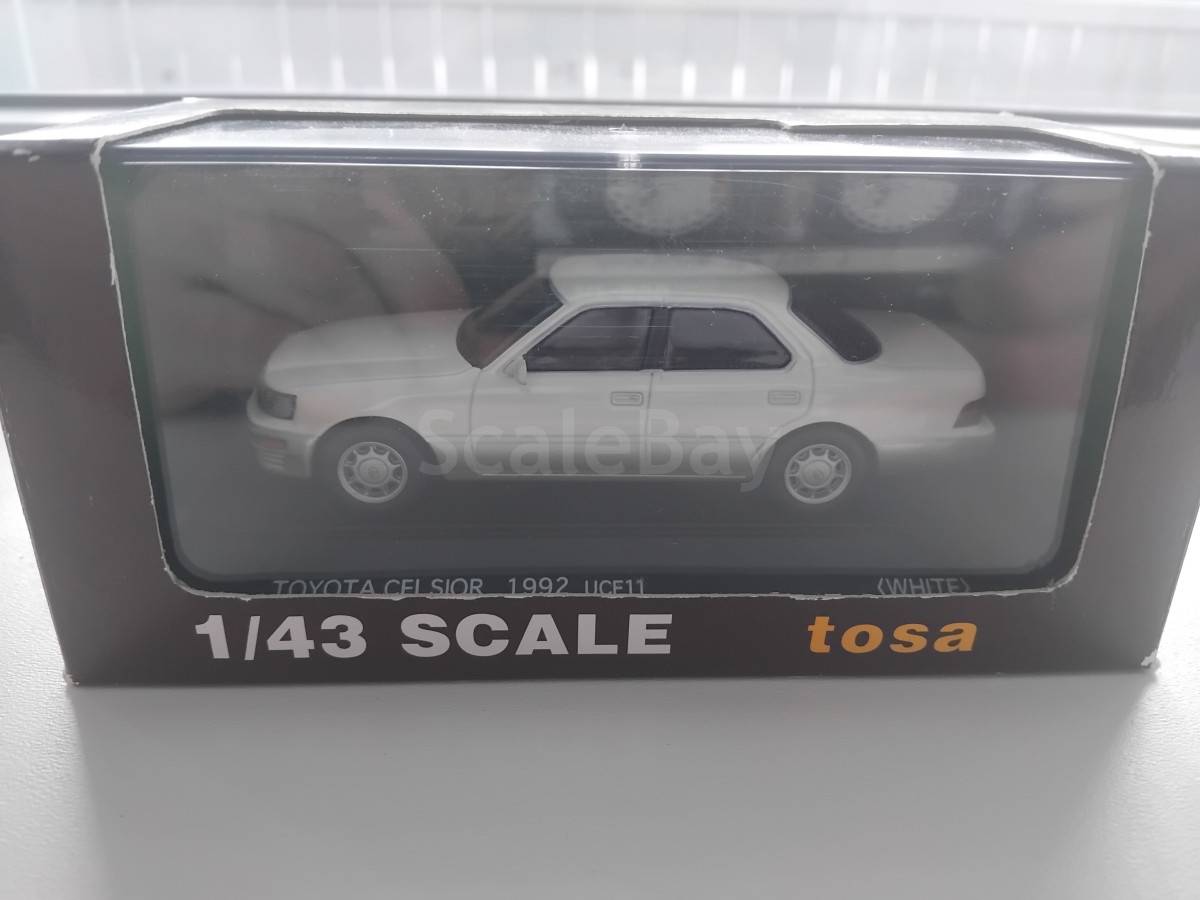 ScaleBay
TOYOTA CELSIOR 1992 UCF11 (WHITE)
1/43 SCALE tosa